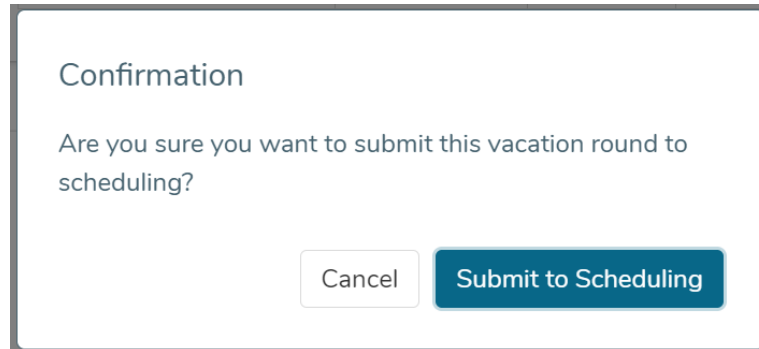 Confirmation
Are you sure you want to submit this vacation round to
scheduling?
Cancel
Submit to Scheduling